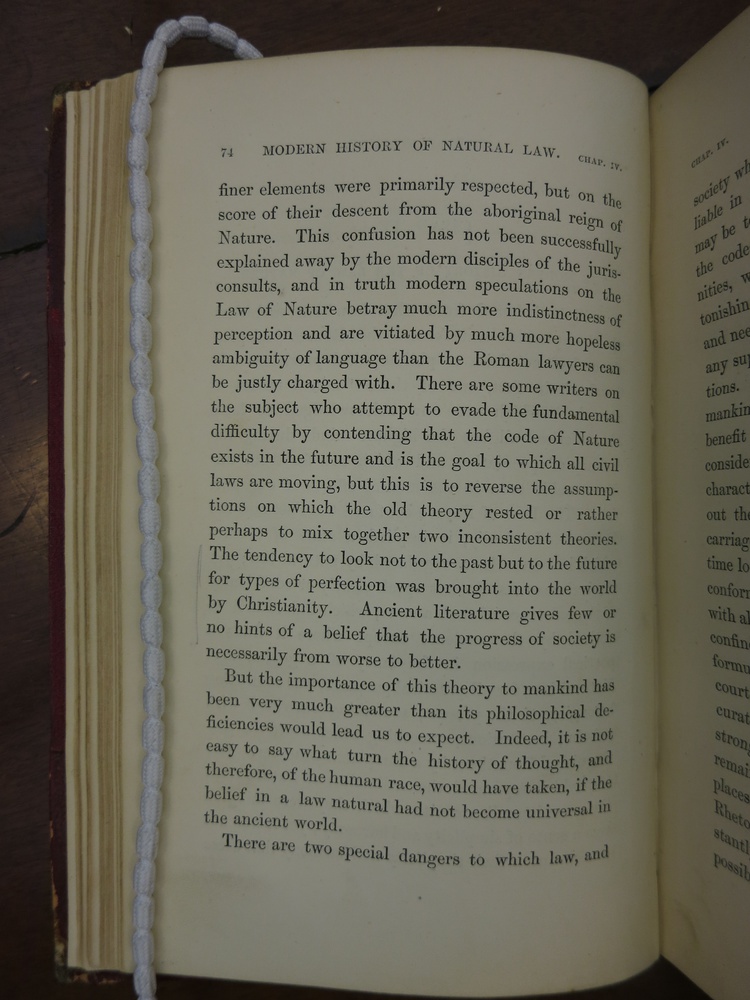 74 MODERN HISTORY OF NATURAL LAW. CHAP. IV.
finer elements were primarily respected, but on the
score of their descent from the aboriginal reign of
Nature. This confusion has not been successfully
explained away by the modern disciples of the juris-
consults, and in truth modern speculations on the
Law of Nature betray much more indistinctness of
perception and are vitiated by much more hopeless
ambiguity of language than the Roman lawyers can
be justly charged with. There are some writers on
the subject who attempt to evade the fundamental
difficulty by contending that the code of Nature
exists in the future and is the goal to which all civil
laws are moving, but this is to reverse the assump-
tions on which the old theory rested or rather
perhaps to mix together two inconsistent theories.
The tendency to look not to the past but to the future
for types of perfection was brought into the world
by Christianity. Ancient literature gives few or
no hints of a belief that the progress of society is
necessarily from worse to better.
But the importance of this theory to mankind has
been very much greater than its philosophical de-
ficiencies would lead us to expect. Indeed, it is not
easy to say what turn the history of thought, and
therefore, of the human race, would have taken, if the
belief in a law natural had not become universal in
the ancient world.
There are two special dangers to which law, and
CHAP. IV.
society wh
liable in
may be t
the code
nities, w
tonishin
and nee
any sup
tions.
mankin
benefit
conside
charact
out the
carriag
time lo
conforn
with al
confine
formu
court
curat
strong
remai
places
Rheto
stantl
possib